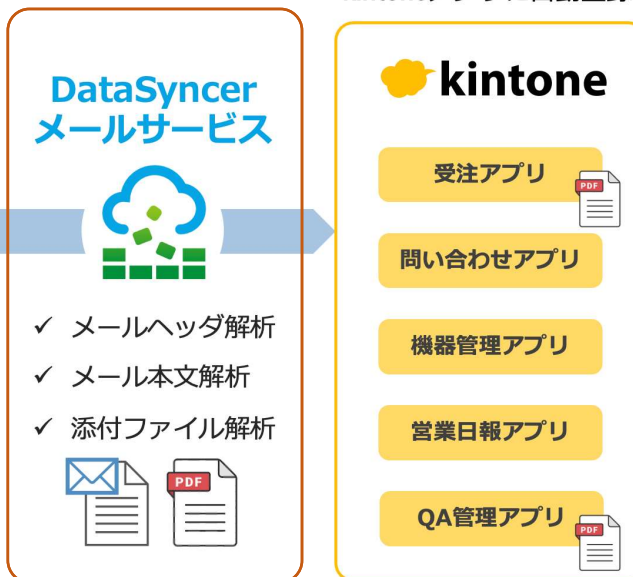 DataSyncer
メールサービス
✓ メールヘッダ解析
✓ メール本文解析
✓ 添付ファイル解析
PDF
kintone
受注アプリ
PDF
問い合わせアプリ
機器管理アプリ
営業日報アプリ
QA管理アプリ
PDF